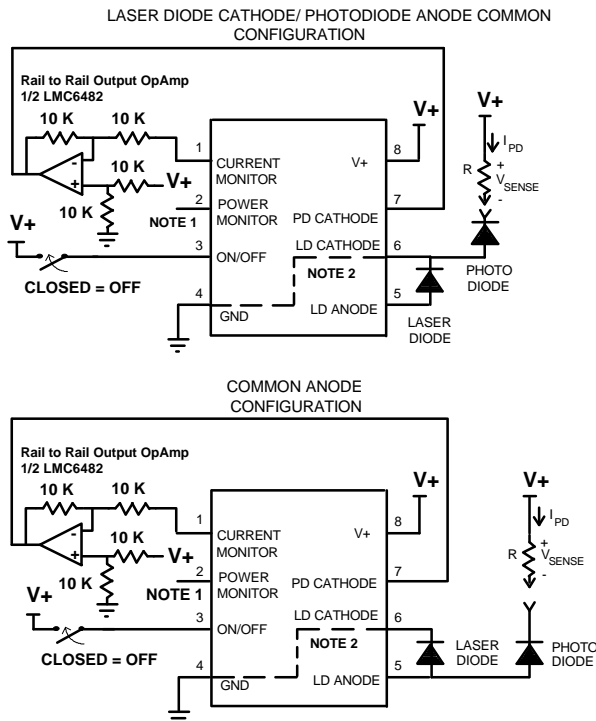 LASER DIODE CATHODE/ PHOTODIODE ANODE COMMON
CONFIGURATION
Rail to Rail Output OpAmp
1/2 LMC6482
10 K
10 K
V+
V+
1
8
CURRENT
MONITOR
V+
I PD
-
+
10 K
V+
R
+
V SENSE
-
2
7
10 K
NOTE 1
POWER
MONITOR
PD CATHODE
V+
LD CATHODE
3
6
ON/OFF
NOTE 2
PHOTO
DIODE
CLOSED = OFF
4
5
GND
LD ANODE
LASER
DIODE
COMMON ANODE
CONFIGURATION
Rail to Rail Output OpAmp
1/2 LMC6482
10 K
10 K
V+
V+
1
8
CURRENT
MONITOR
V+
I PD
-
+
10 K
V+
R
+
V SENSE
-
2
7
10 K
NOTE 1
POWER
MONITOR
PD CATHODE
V+
LD CATHODE
3
6
ON/OFF
NOTE 2
LASER
DIODE
PHOTO
DIODE
CLOSED = OFF
4
5
GND
LD ANODE